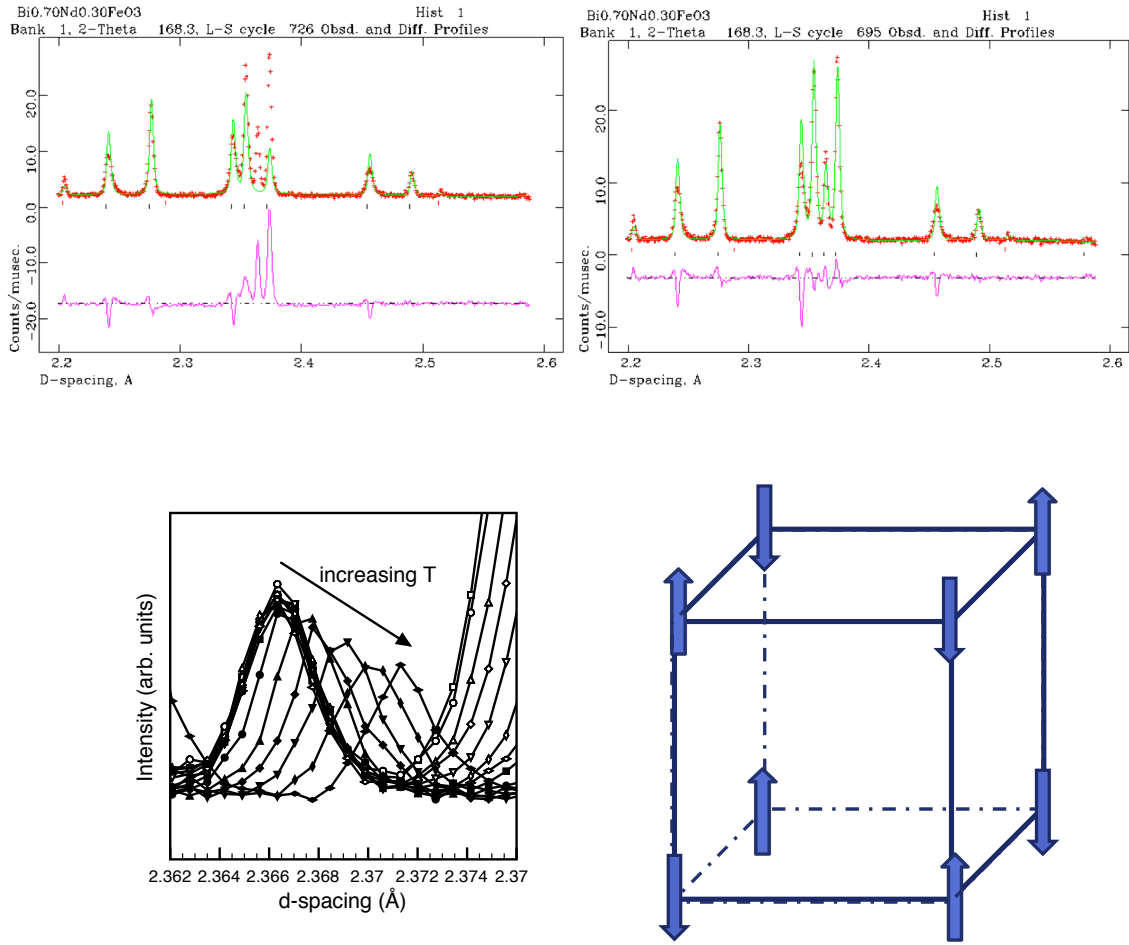 Bi0.70Nd0.30FeO3 Hist 1
Bank 1, 2-Theta 168.3, L-S cycle 726 Obsd. and Diff. Profiles
Counts/musec.
20.0
10.0
0.0
-10.0
-20.0
2.2 2.3 2.4 2.5 2.6
D-spacing, A
Bi0.70Nd0.30FeO3 Hist 1
Bank 1, 2-Theta 168.3, L-S cycle 695 Obsd. and Diff. Profiles
Counts/musec.
20.0
10.0
0.0
-10.0
2.2 2.3 2.4 2.5 2.6
D-spacing, A
increasing T
Intensity (arb. units)
2.362 2.364 2.366 2.368 2.37 2.372 2.374 2.37
d-spacing (Å)